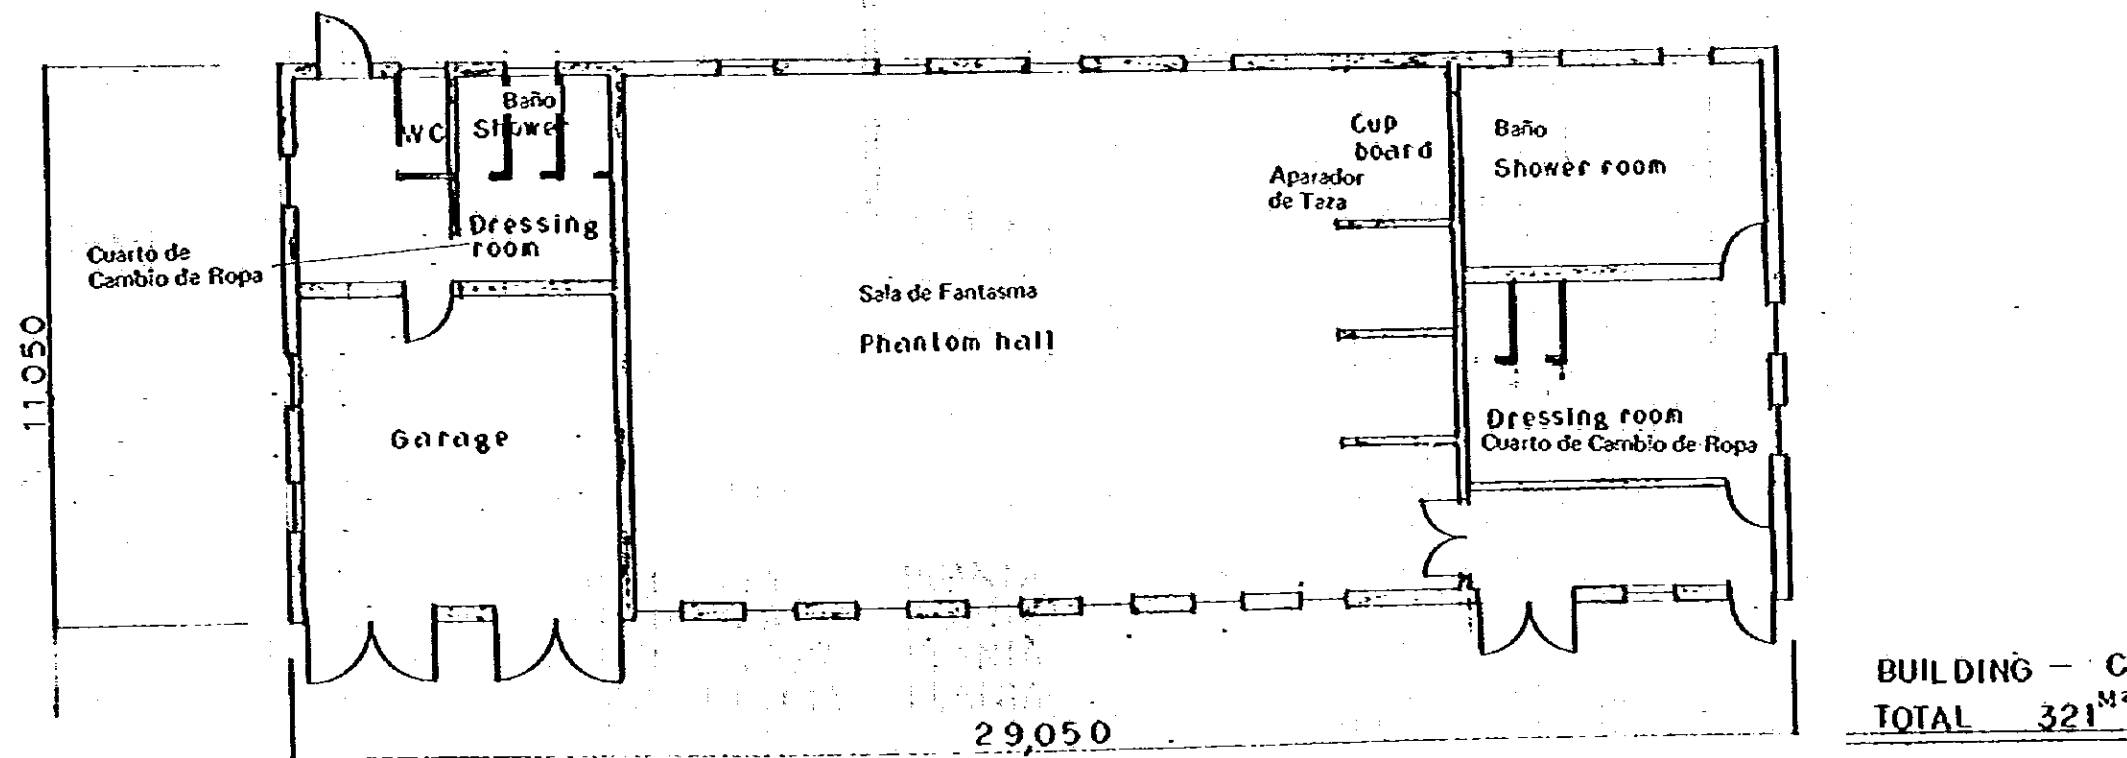 WC
Baño
Shower
Dressing
room
Cuarto de
Cambio de Ropa
11050
Garage
Sala de Fantasma
Phantom hall
Cup
board
Aparador
de Taza
Baño
Shower room
Dressing room
Cuarto de Cambio de Ropa
29,050
BUILDING – C
TOTAL 321 M²